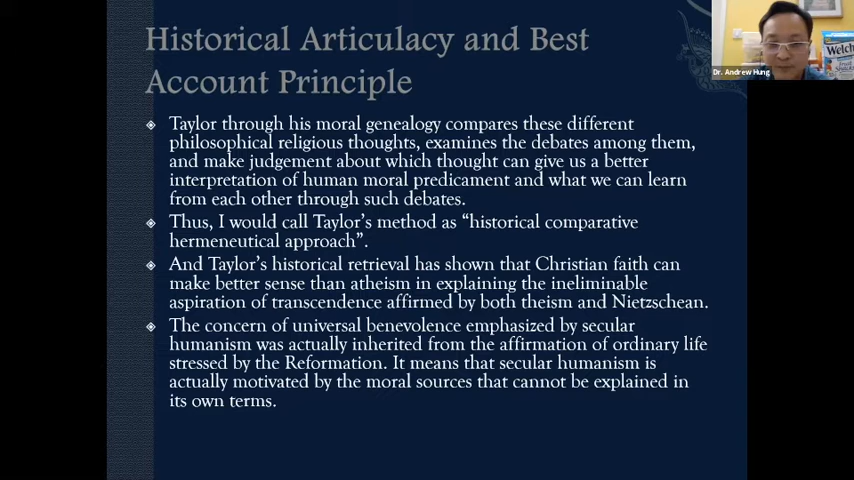 Historical Articulacy and Best
Account Principle
Dr. Andrew Hung
Welch
Taylor through his moral genealogy compares these different
philosophical religious thoughts, examines the debates among them,
and make judgement about which thought can give us a better
interpretation of human moral predicament and what we can learn
from each other through such debates.
Thus, I would call Taylor's method as “historical comparative
hermeneutical approach”.
And Taylor's historical retrieval has shown that Christian faith can
make better sense than atheism in explaining the ineliminable
aspiration of transcendence affirmed by both theism and Nietzschean.
The concern of universal benevolence emphasized by secular
humanism was actually inherited from the affirmation of ordinary life
stressed by the Reformation. It means that secular humanism is
actually motivated by the moral sources that cannot be explained in
its own terms.